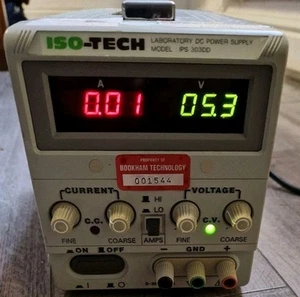 ISO-TECH
LABORATORY DC POWER SUPPLY
MODEL : IPS 303DD
A
V
0.01
05.3
PROPERTY OF
BOOKHAM TECHNOLOGY
001544
CURRENT
VOLTAGE
HI
LO
C.C.
C.V.
AMPS
FINE
COARSE
FINE
COARSE
ON
OFF
-
GND
+